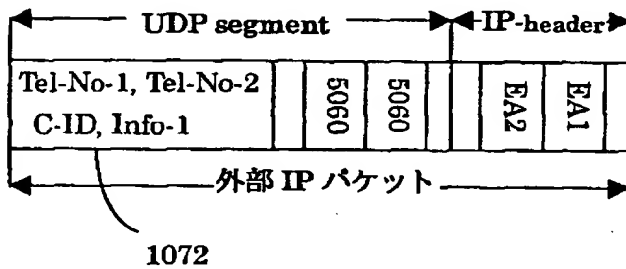 UDP segment IP-header
Tel-No-1, Tel-No-2
C-ID, Info-1
5060 5060 EA2 EA1
外部 IP パケット
1072